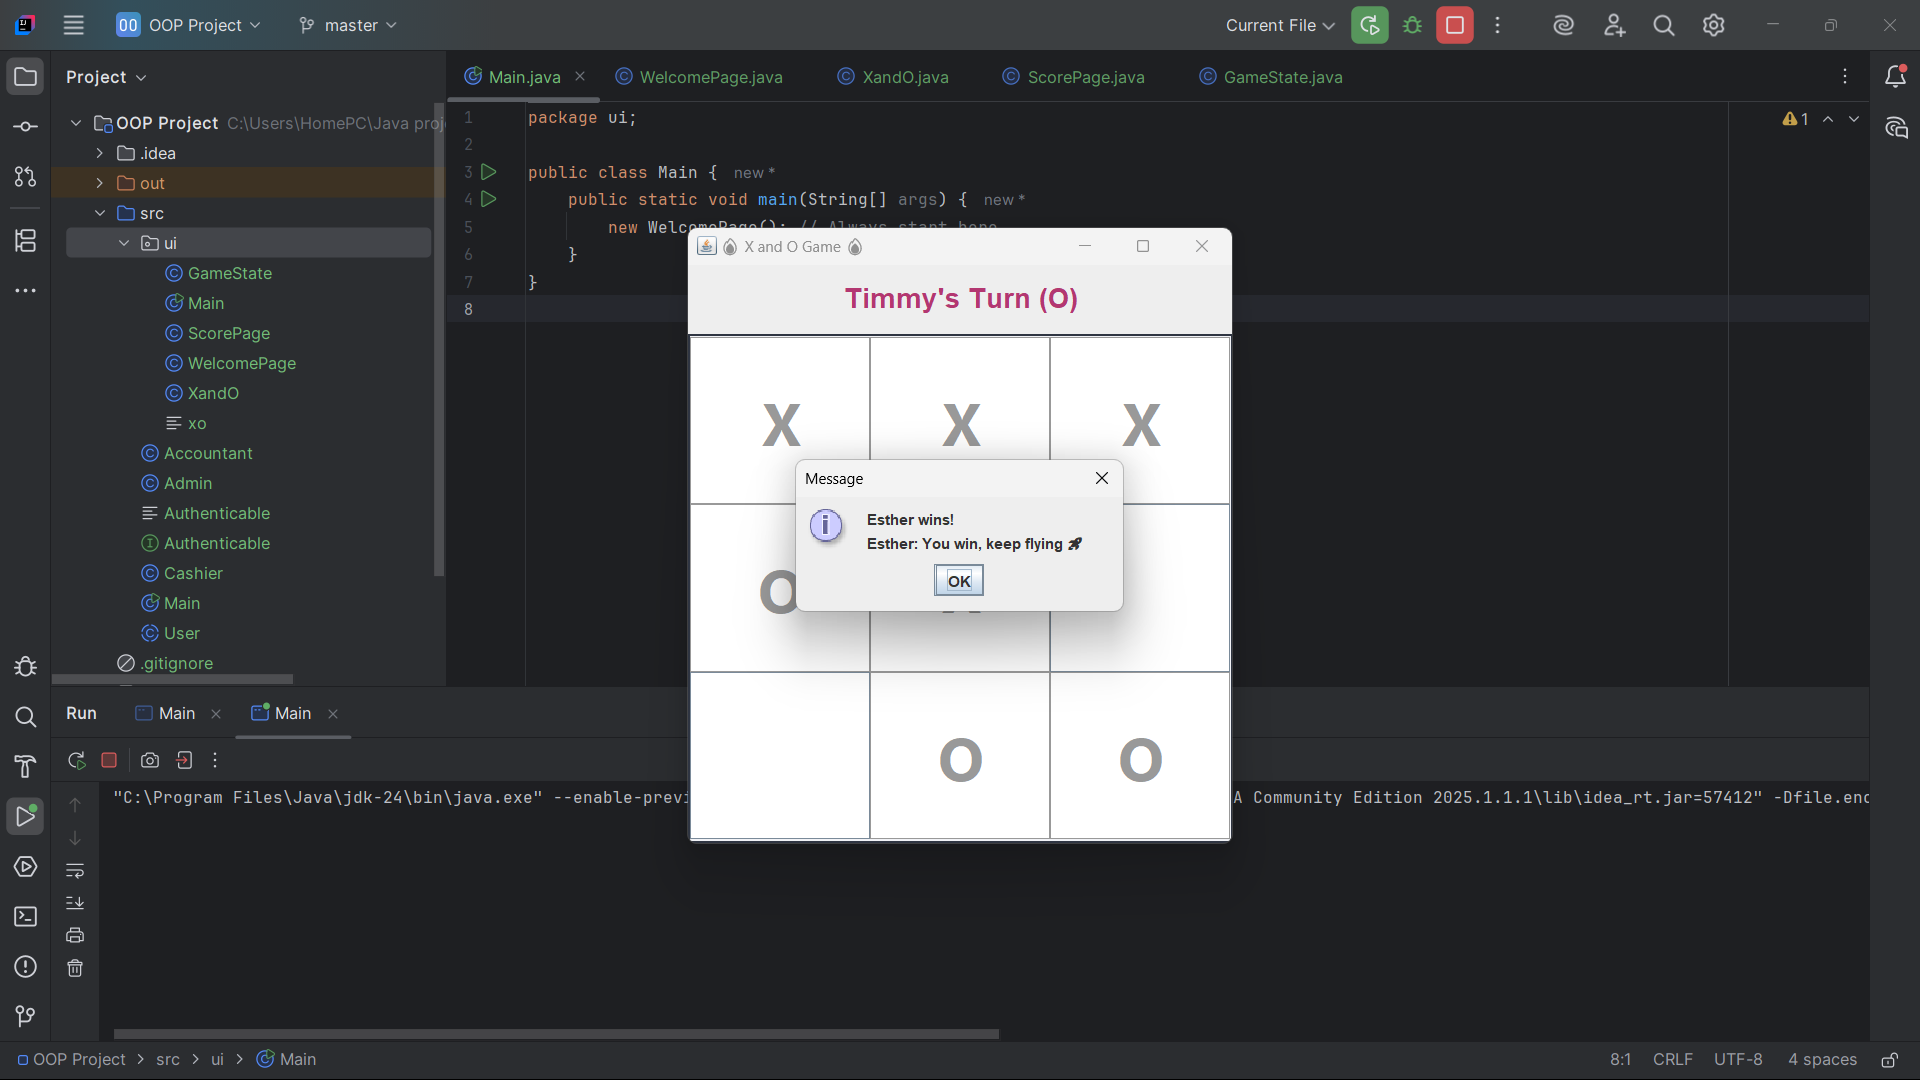 OO OOP Project master Current File
Project
Main.java WelcomePage.java XandO.java ScorePage.java GameState.java
OOP Project C:\Users\HomePC\Java proj
.idea
out
src
ui
GameState
Main
ScorePage
WelcomePage
XandO
xo
Accountant
Admin
Authenticable
Authenticable
Cashier
Main
User
.gitignore
1 package ui;
2
3 public class Main { new *
4 public static void main(String[] args) { new *
5 new WelcomePage(); // Always start here
6 }
7 }
8
1
X and O Game
Timmy's Turn (O)
X X X
O
O O
Message
Esther wins!
Esther: You win, keep flying 🚀
OK
Run Main Main
"C:\Program Files\Java\jdk-24\bin\java.exe" --enable-previ
A Community Edition 2025.1.1.1\lib\idea_rt.jar=57412" -Dfile.enc
OOP Project > src > ui > Main
8:1 CRLF UTF-8 4 spaces